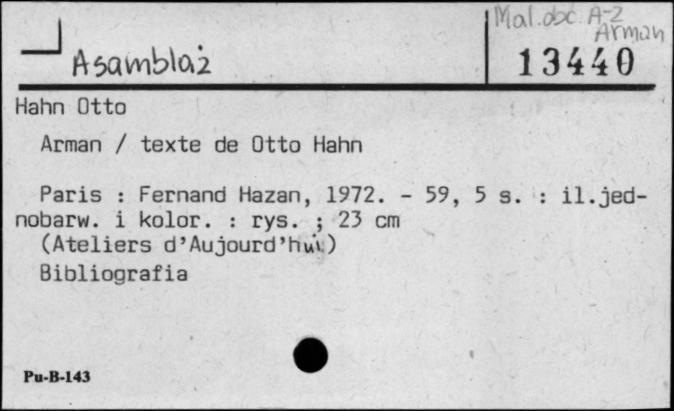 Mal. obc. A-Z
Arman
Asamblaż
13440
Hahn Otto
Arman / texte de Otto Hahn
Paris : Fernand Hazan, 1972. - 59, 5 s. : il.jed-
nobarw. i kolor. : rys. ; 23 cm
(Ateliers d'Aujourd'hui)
Bibliografia
Pu-B-143